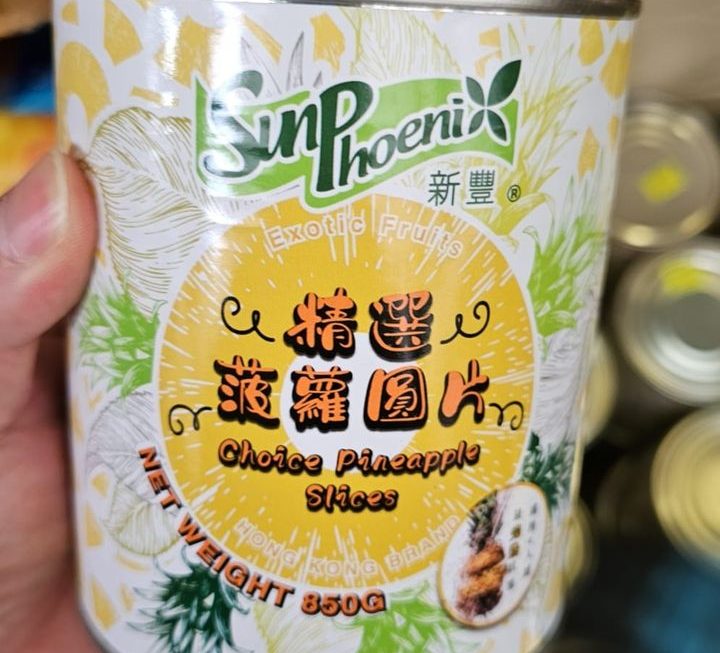 SunPhoenix
新豐®
Exotic Fruits
精選
菠蘿圓片
Choice Pineapple
Slices
HONG KONG BRAND
NET WEIGHT 850G